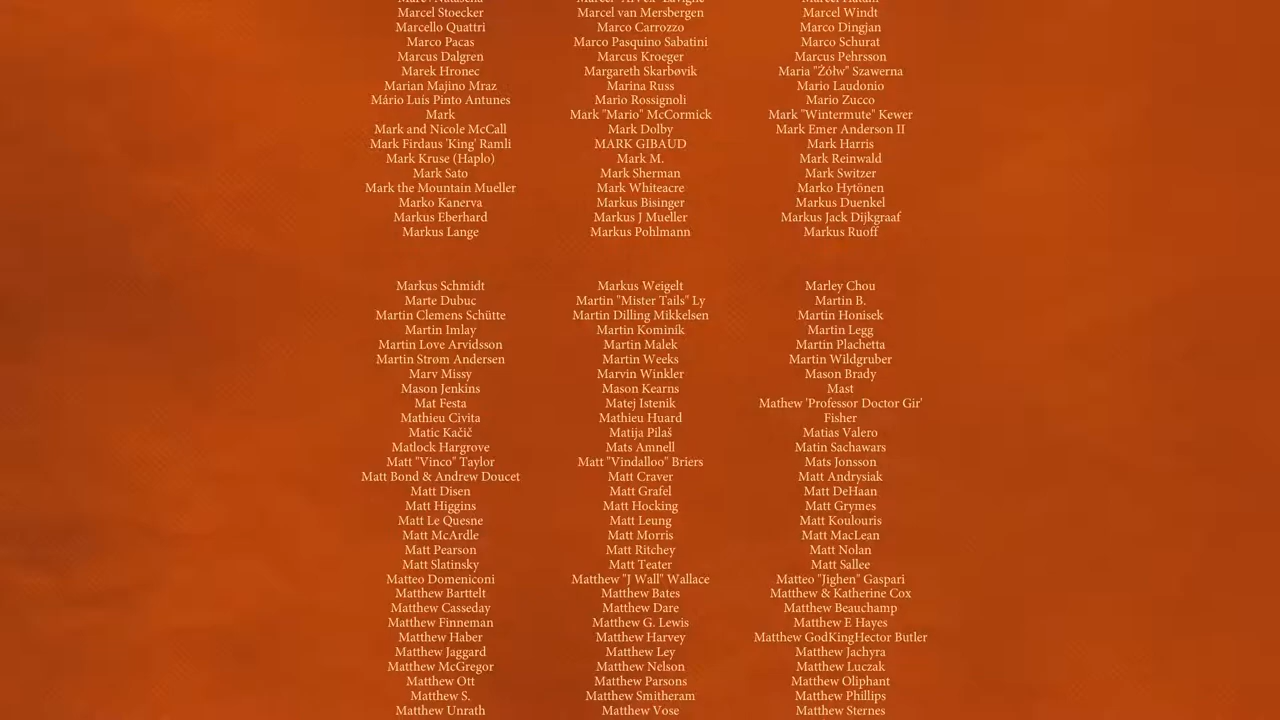 Marcel Stoecker
Marcel van Mersbergen
Marcel Windt
Marcello Quattri
Marco Carrozzo
Marco Dingjan
Marco Pacas
Marco Pasquino Sabatini
Marco Schurat
Marcus Dalgren
Marcus Kroeger
Marcus Pehrsson
Marek Hronec
Margareth Skarbøvik
Maria "Żółw" Szawerna
Marian Majino Mraz
Marina Russ
Mario Laudonio
Mário Luís Pinto Antunes
Mario Rossignoli
Mario Zucco
Mark
Mark "Mario" McCormick
Mark "Wintermute" Kewer
Mark and Nicole McCall
Mark Dolby
Mark Emer Anderson II
Mark Firdaus 'King' Ramli
MARK GIBAUD
Mark Harris
Mark Kruse (Haplo)
Mark M.
Mark Reinwald
Mark Sato
Mark Sherman
Mark Switzer
Mark the Mountain Mueller
Mark Whiteacre
Marko Hytönen
Marko Kanerva
Markus Bisinger
Markus Duenkel
Markus Eberhard
Markus J Mueller
Markus Jack Dijkgraaf
Markus Lange
Markus Pohlmann
Markus Ruoff
Markus Schmidt
Markus Weigelt
Marley Chou
Marte Dubuc
Martin "Mister Tails" Ly
Martin B.
Martin Clemens Schütte
Martin Dilling Mikkelsen
Martin Honisek
Martin Imlay
Martin Kominík
Martin Legg
Martin Love Arvidsson
Martin Malek
Martin Plachetta
Martin Strøm Andersen
Martin Weeks
Martin Wildgruber
Marv Missy
Marvin Winkler
Mason Brady
Mason Jenkins
Mason Kearns
Mast
Mat Festa
Matej Istenik
Mathew 'Professor Doctor Gir'
Mathieu Civita
Mathieu Huard
Fisher
Matic Kačič
Matija Pilaš
Matias Valero
Matlock Hargrove
Mats Amnell
Matin Sachawars
Matt "Vinco" Taylor
Matt "Vindalloo" Briers
Mats Jonsson
Matt Bond & Andrew Doucet
Matt Craver
Matt Andrysiak
Matt Disen
Matt Grafel
Matt DeHaan
Matt Higgins
Matt Hocking
Matt Grymes
Matt Le Quesne
Matt Leung
Matt Koulouris
Matt McArdle
Matt Morris
Matt MacLean
Matt Pearson
Matt Ritchey
Matt Nolan
Matt Slatinsky
Matt Teater
Matt Sallee
Matteo Domeniconi
Matthew "J Wall" Wallace
Matteo "Jighen" Gaspari
Matthew Barttelt
Matthew Bates
Matthew & Katherine Cox
Matthew Casseday
Matthew Dare
Matthew Beauchamp
Matthew Finneman
Matthew G. Lewis
Matthew E Hayes
Matthew Haber
Matthew Harvey
Matthew GodKingHector Butler
Matthew Jaggard
Matthew Ley
Matthew Jachyra
Matthew McGregor
Matthew Nelson
Matthew Luczak
Matthew Ott
Matthew Parsons
Matthew Oliphant
Matthew S.
Matthew Smitheram
Matthew Phillips
Matthew Unrath
Matthew Vose
Matthew Sternes